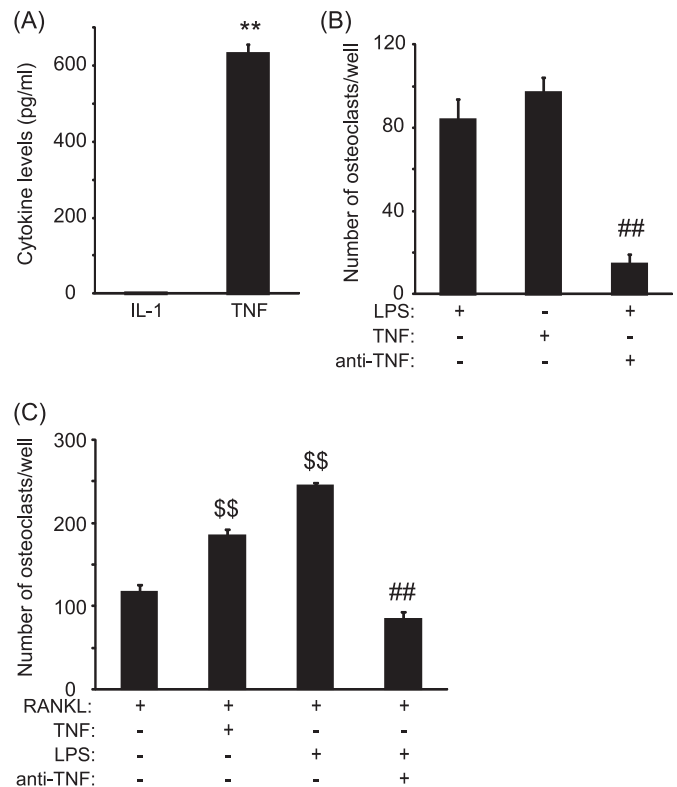 (A)
Cytokine levels (pg/ml)
600
400
200
0
**
IL-1 TNF
(B)
Number of osteoclasts/well
120
80
40
0
##
LPS: + - +
TNF: - + -
anti-TNF: - - +
(C)
Number of osteoclasts/well
300
200
100
0
$$
$$
##
RANKL: + + + +
TNF: - + - -
LPS: - - + +
anti-TNF: - - - +